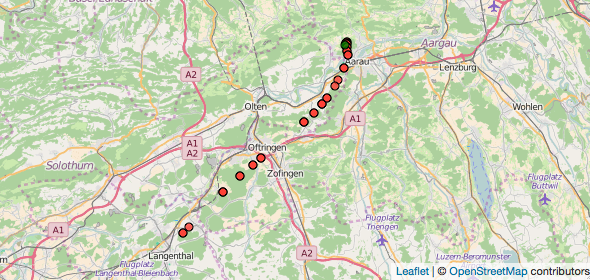 Basel-Landschaft
A2
Aargau
Aarau
Lenzburg
Olten
A1
Wohlen
A1
A2
Oftringen
Solothurn
Zofingen
Flugplatz
Buttwil
A1
Flugplatz
Triengen
Langenthal
A2
Flugplatz
Langenthal-Bleienbach
Luzern-Beromünster
Leaflet | © OpenStreetMap contributors